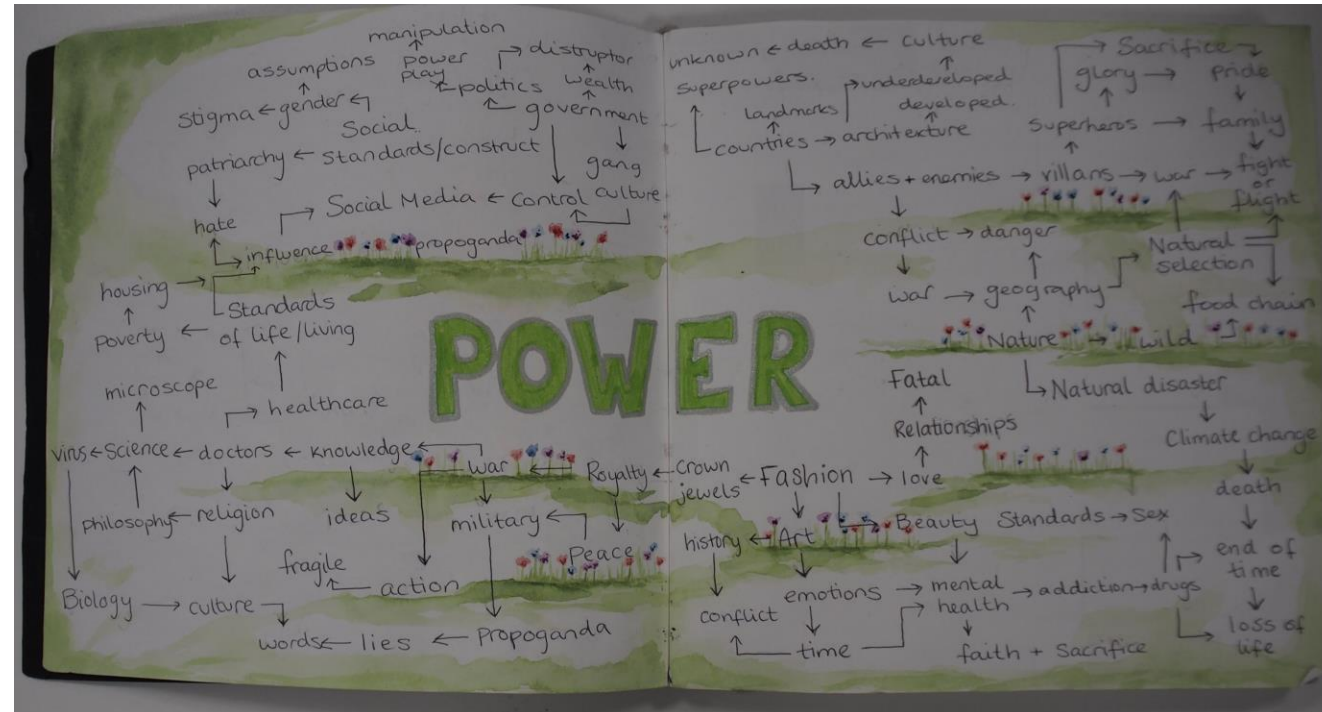 manipulation
power
play
assumptions
distruptor
politics
wealth
stigma ← gender
government
Social
patriarchy ← standards/construct
gang
culture
Social Media ← control
hate
influence
propoganda
housing
Standards
of life/living
poverty
microscope
healthcare
virus ← Science ← doctors ← knowledge
war
Royalty ← crown
jewels
philosophy ← religion
ideas
military
Peace
fragile
action
Biology → culture
words ← lies ← Propoganda
POWER
unknown ← death ← culture
superpowers.
underdeveloped
landmarks
developed.
countries → architexture
Sacrifice
glory → pride
superheros → family
allies + enemies → villans → war → fight
or
flight
conflict → danger
Natural
selection
war → geography
food chain
Nature → wild
Fatal
Natural disaster
Relationships
Climate change
Fashion → love
death
history ← Art
Beauty Standards → Sex
end of
time
emotions → mental
health
→ addiction → drugs
conflict
time
faith + Sacrifice
loss of
life